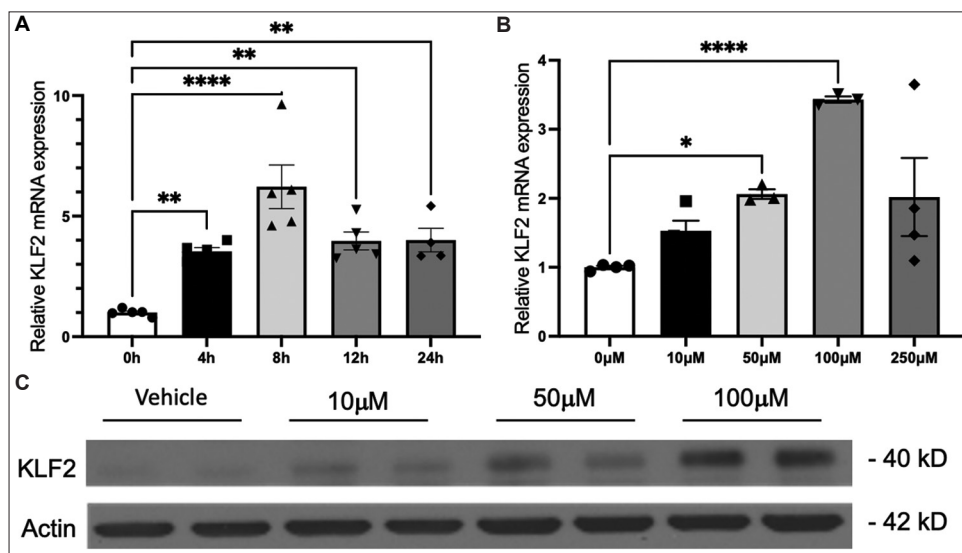 A
**
**
****
**
Relative KLF2 mRNA expression
10
5
0
0h 4h 8h 12h 24h
B
****
*
Relative KLF2 mRNA expression
4
3
2
1
0
0µM 10µM 50µM 100µM 250µM
C
Vehicle 10µM 50µM 100µM
KLF2 - 40 kD
Actin - 42 kD